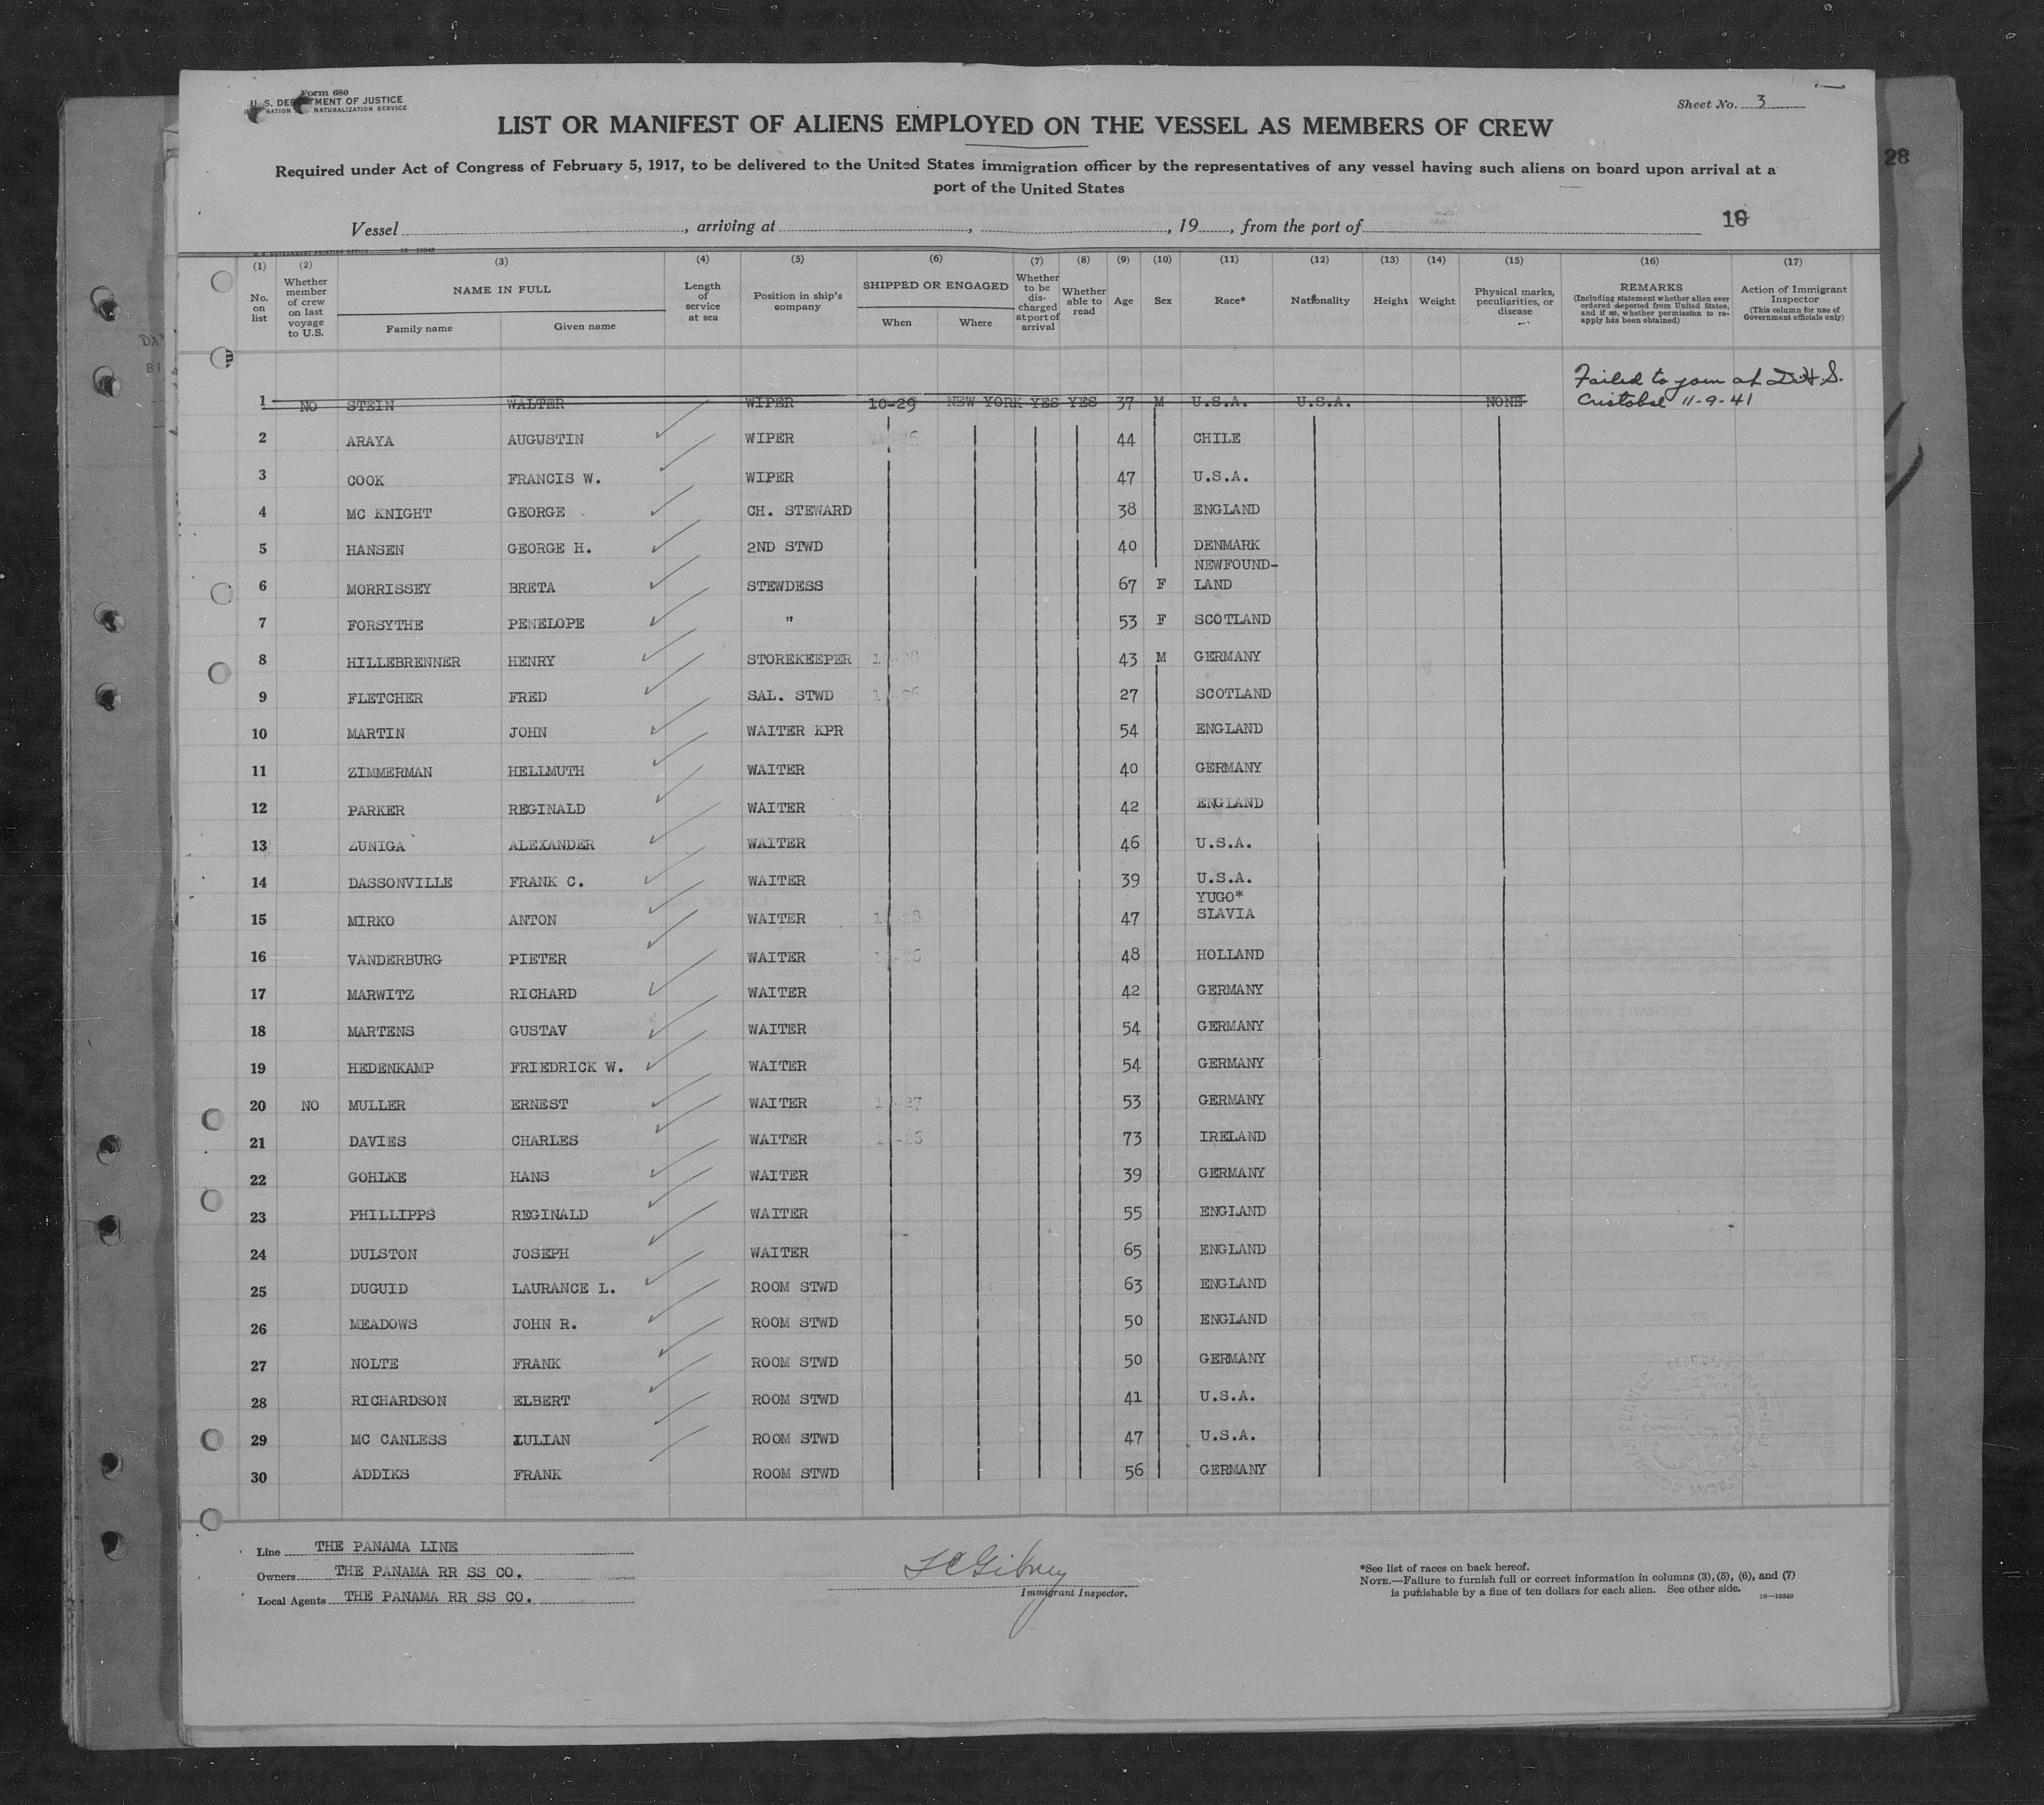 Form 680
U. S. DEPARTMENT OF JUSTICE
NATURALIZATION SERVICE
Sheet No. 3
LIST OR MANIFEST OF ALIENS EMPLOYED ON THE VESSEL AS MEMBERS OF CREW
Required under Act of Congress of February 5, 1917, to be delivered to the United States immigration officer by the representatives of any vessel having such aliens on board upon arrival at a
port of the United States
28
Vessel , arriving at , , 19 , from the port of
U. S. GOVERNMENT PRINTING OFFICE 16—19349
(1) No. on list
(2) Whether member of crew on last voyage to U.S.
(3) NAME IN FULL Family name Given name
(4) Length of service at sea
(5) Position in ship's company
(6) SHIPPED OR ENGAGED When Where
(7) Whether to be discharged at port of arrival
(8) Whether able to read
(9) Age
(10) Sex
(11) Race*
(12) Nationality
(13) Height
(14) Weight
(15) Physical marks, peculiarities, or disease
(16) REMARKS (Including statement whether alien ever ordered deported from United States, and if so, whether permission to reapply has been obtained)
(17) Action of Immigrant Inspector (This column for use of Government officials only)
Failed to join at
1 NO STEIN WALTER WIPER 10-29 NEW YORK YES YES 37 M U.S.A. U.S.A. NONE Cristobal 11-9-41
2 ARAYA AUGUSTIN WIPER 44 CHILE
3 COOK FRANCIS W. WIPER 47 U.S.A.
4 MC KNIGHT GEORGE CH. STEWARD 38 ENGLAND
5 HANSEN GEORGE H. 2ND STWD 40 DENMARK
6 MORRISSEY BRETA STEWDESS 67 F NEWFOUND-LAND
7 FORSYTHE PENELOPE " 53 F SCOTLAND
8 HILLEBRENNER HENRY STOREKEEPER 43 M GERMANY
9 FLETCHER FRED SAL. STWD 27 SCOTLAND
10 MARTIN JOHN WAITER KPR 54 ENGLAND
11 ZIMMERMAN HELLMUTH WAITER 40 GERMANY
12 PARKER REGINALD WAITER 42 ENGLAND
13 ZUNIGA ALEXANDER WAITER 46 U.S.A.
14 DASSONVILLE FRANK C. WAITER 39 U.S.A.
15 MIRKO ANTON WAITER 47 YUGO* SLAVIA
16 VANDERBURG PIETER WAITER 48 HOLLAND
17 MARWITZ RICHARD WAITER 42 GERMANY
18 MARTENS GUSTAV WAITER 54 GERMANY
19 HEDENKAMP FRIEDRICK W. WAITER 54 GERMANY
20 NO MULLER ERNEST WAITER 53 GERMANY
21 DAVIES CHARLES WAITER 73 IRELAND
22 GOHLKE HANS WAITER 39 GERMANY
23 PHILLIPPS REGINALD WAITER 55 ENGLAND
24 DULSTON JOSEPH WAITER 65 ENGLAND
25 DUGUID LAURANCE L. ROOM STWD 63 ENGLAND
26 MEADOWS JOHN R. ROOM STWD 50 ENGLAND
27 NOLTE FRANK ROOM STWD 50 GERMANY
28 RICHARDSON ELBERT ROOM STWD 41 U.S.A.
29 MC CANLESS IULIAN ROOM STWD 47 U.S.A.
30 ADDIKS FRANK ROOM STWD 56 GERMANY
Line THE PANAMA LINE
Owners THE PANAMA RR SS CO.
Local Agents THE PANAMA RR SS CO.
Immigrant Inspector.
*See list of races on back hereof.
NOTE.—Failure to furnish full or correct information in columns (3), (5), (6), and (7)
is punishable by a fine of ten dollars for each alien. See other side.
16—19349